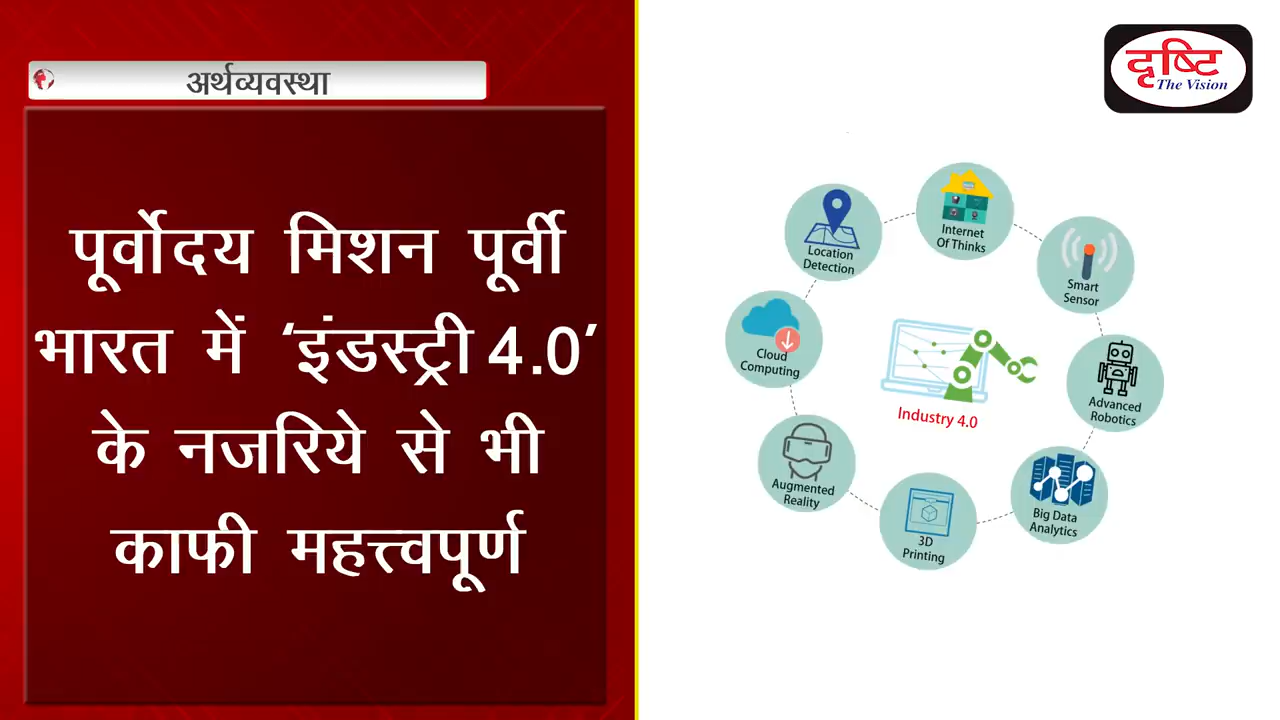 अर्थव्यवस्था
पूर्वोदय मिशन पूर्वी
भारत में ‘इंडस्ट्री 4.0’
के नजरिये से भी
काफी महत्त्वपूर्ण
दृष्टि
The Vision
Internet
Of Thinks
Location
Detection
Smart
Sensor
Cloud
Computing
Advanced
Robotics
Industry 4.0
Augmented
Reality
Big Data
Analytics
3D
Printing